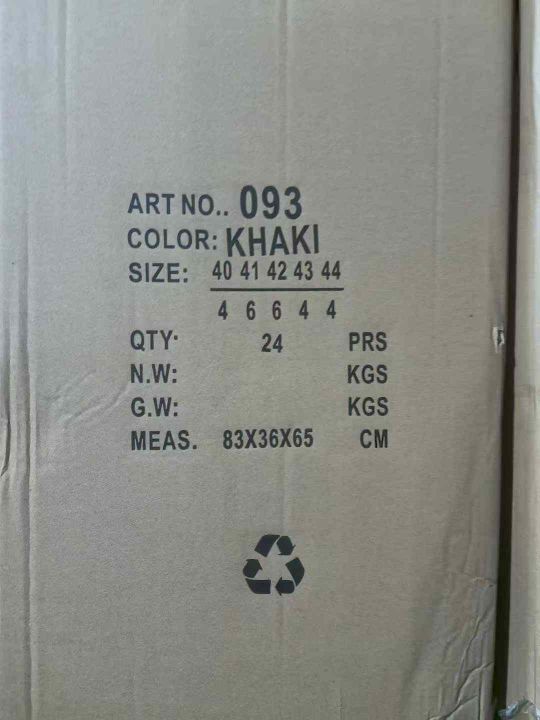 ART NO.. 093
COLOR: KHAKI
SIZE: 40 41 42 43 44
4 6 6 4 4
QTY· 24 PRS
N.W: KGS
G.W: KGS
MEAS. 83X36X65 CM